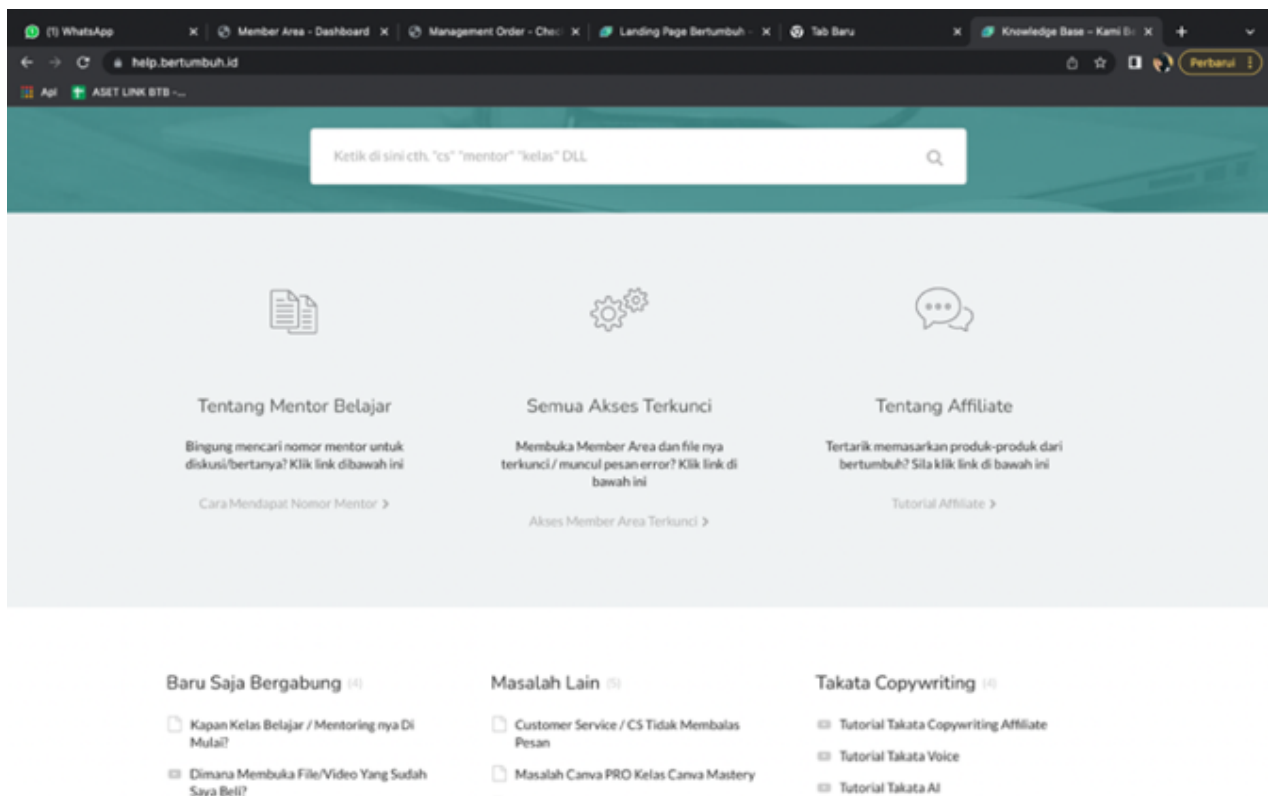 (1) WhatsApp
Member Area - Dashboard
Management Order - Chec
Landing Page Bertumbuh -
Tab Baru
Knowledge Base – Kami B
help.bertumbuh.id
Perbarui
Apl
ASET LINK BTB -...
Ketik di sini cth. "cs" "mentor" "kelas" DLL
Tentang Mentor Belajar
Bingung mencari nomor mentor untuk
diskusi/bertanya? Klik link dibawah ini
Cara Mendapat Nomor Mentor >
Semua Akses Terkunci
Membuka Member Area dan file nya
terkunci / muncul pesan error? Klik link di
bawah ini
Akses Member Area Terkunci >
Tentang Affiliate
Tertarik memasarkan produk-produk dari
bertumbuh? Sila klik link di bawah ini
Tutorial Affiliate >
Baru Saja Bergabung (4)
Kapan Kelas Belajar / Mentoring nya Di
Mulai?
Dimana Membuka File/Video Yang Sudah
Saya Beli?
Masalah Lain (5)
Customer Service / CS Tidak Membalas
Pesan
Masalah Canva PRO Kelas Canva Mastery
Takata Copywriting (4)
Tutorial Takata Copywriting Affiliate
Tutorial Takata Voice
Tutorial Takata AI